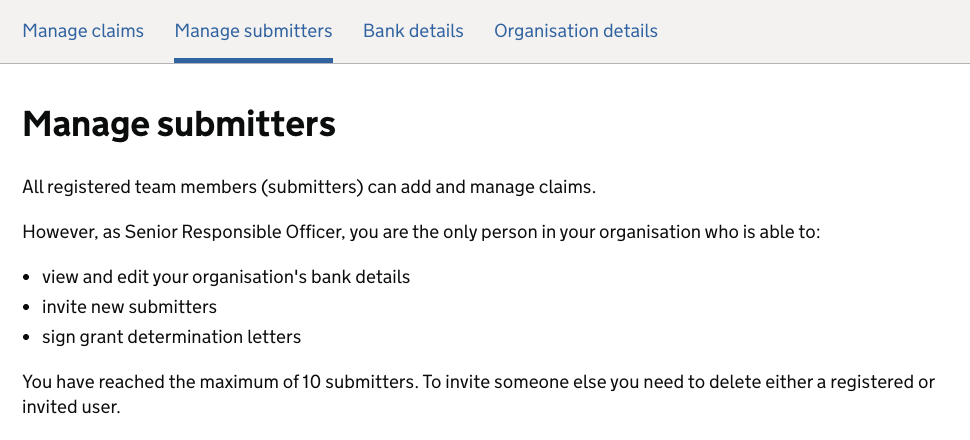 Manage claims Manage submitters Bank details Organisation details
Manage submitters
All registered team members (submitters) can add and manage claims.
However, as Senior Responsible Officer, you are the only person in your organisation who is able to:
• view and edit your organisation's bank details
• invite new submitters
• sign grant determination letters
You have reached the maximum of 10 submitters. To invite someone else you need to delete either a registered or
invited user.